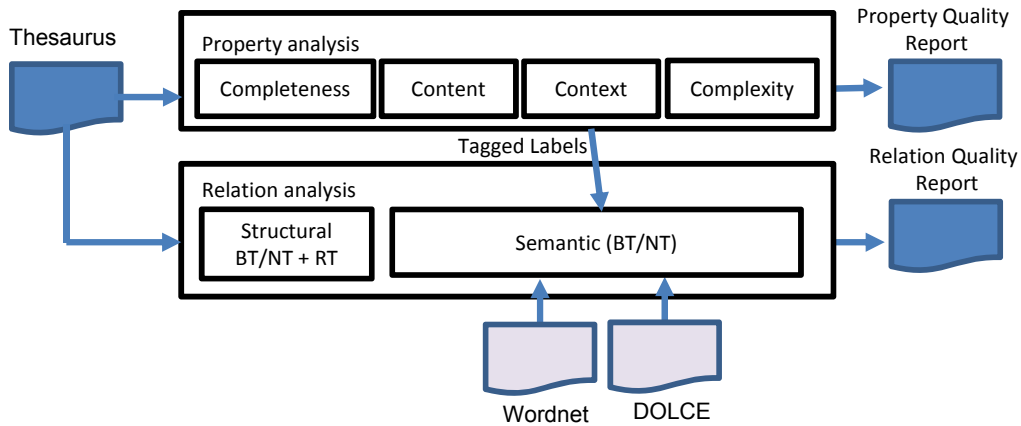 Thesaurus
Property analysis
Completeness
Content
Context
Complexity
Property Quality
Report
Tagged Labels
Relation analysis
Structural
BT/NT + RT
Semantic (BT/NT)
Relation Quality
Report
Wordnet
DOLCE